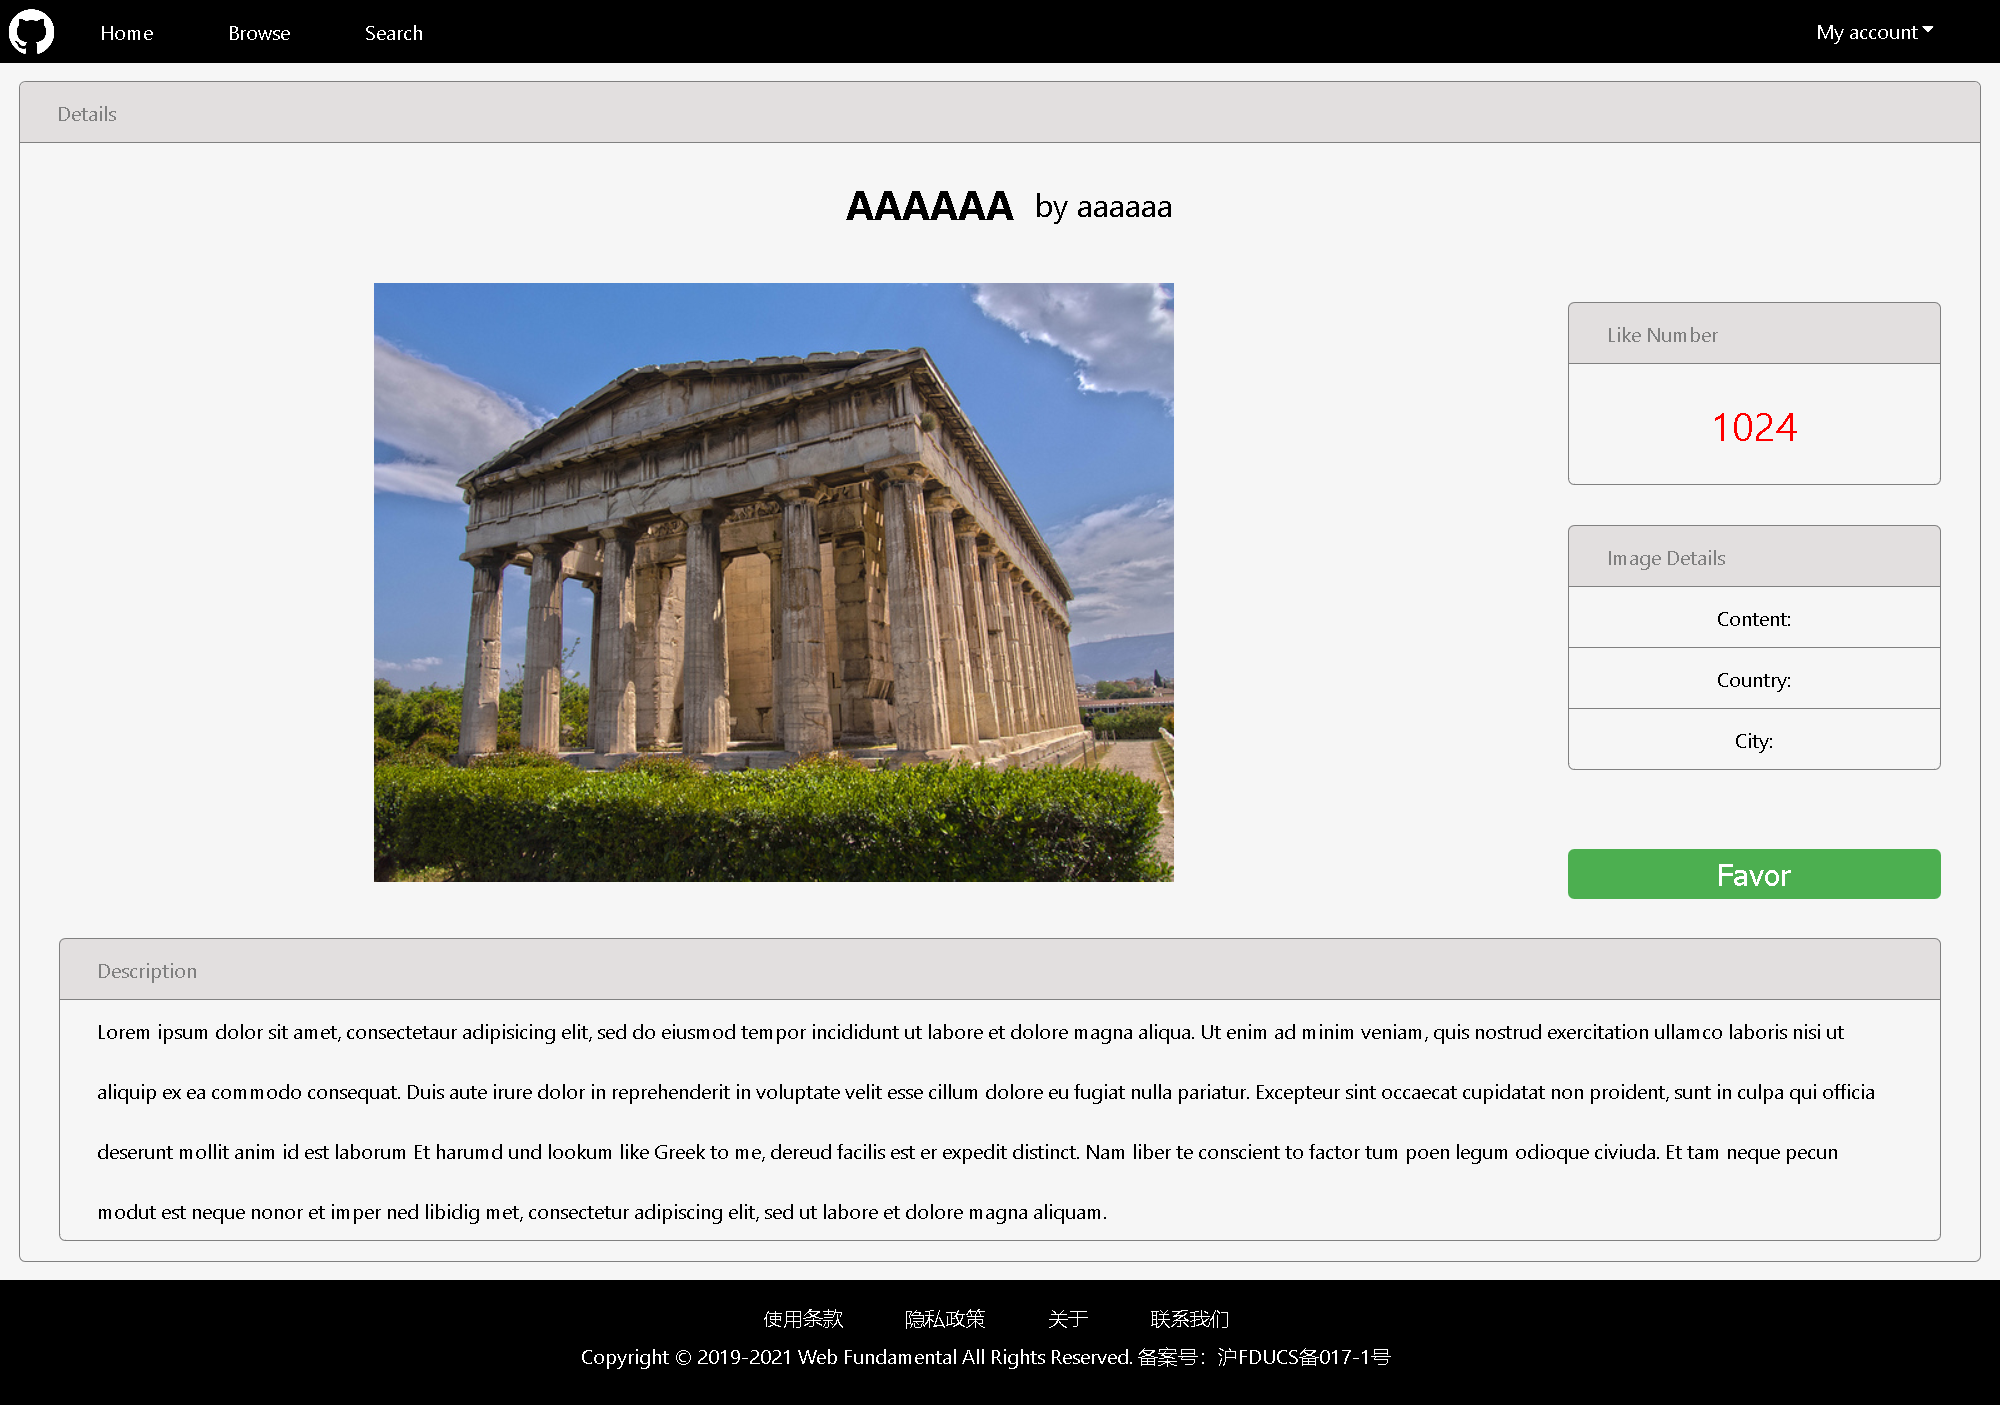 Home Browse Search My account
Details
AAAAAA by aaaaaa
Like Number
1024
Image Details
Content:
Country:
City:
Favor
Description
Lorem ipsum dolor sit amet, consectetaur adipisicing elit, sed do eiusmod tempor incididunt ut labore et dolore magna aliqua. Ut enim ad minim veniam, quis nostrud exercitation ullamco laboris nisi ut
aliquip ex ea commodo consequat. Duis aute irure dolor in reprehenderit in voluptate velit esse cillum dolore eu fugiat nulla pariatur. Excepteur sint occaecat cupidatat non proident, sunt in culpa qui officia
deserunt mollit anim id est laborum Et harumd und lookum like Greek to me, dereud facilis est er expedit distinct. Nam liber te conscient to factor tum poen legum odioque civiuda. Et tam neque pecun
modut est neque nonor et imper ned libidig met, consectetur adipiscing elit, sed ut labore et dolore magna aliquam.
使用条款 隐私政策 关于 联系我们
Copyright © 2019-2021 Web Fundamental All Rights Reserved. 备案号：沪FDUCS备017-1号